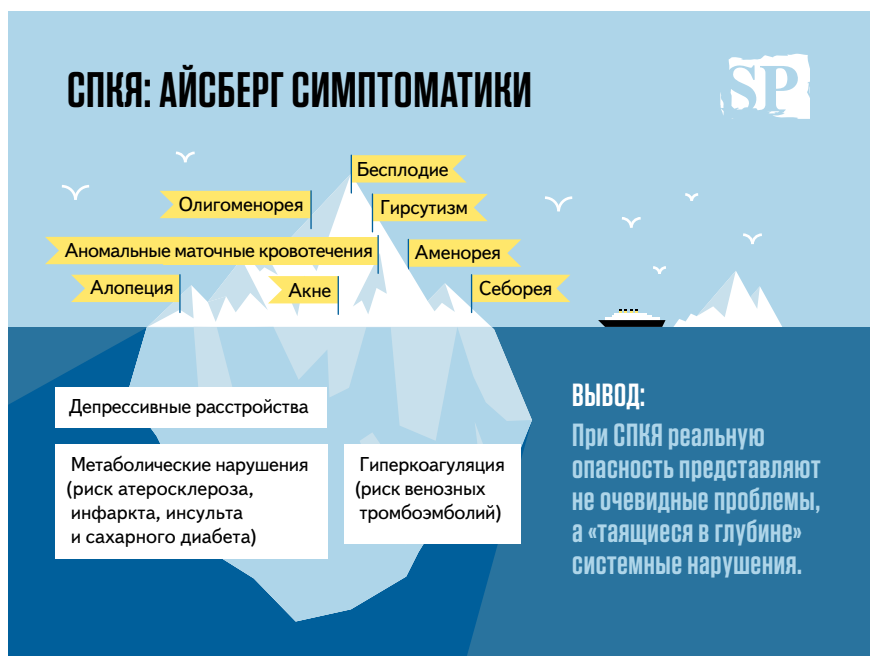 СПКЯ: АЙСБЕРГ СИМПТОМАТИКИ
SP
Бесплодие
Олигоменорея
Гирсутизм
Аномальные маточные кровотечения
Аменорея
Алопеция
Акне
Себорея
Депрессивные расстройства
Метаболические нарушения
(риск атеросклероза,
инфаркта, инсульта
и сахарного диабета)
Гиперкоагуляция
(риск венозных
тромбоэмболий)
ВЫВОД:
При СПКЯ реальную
опасность представляют
не очевидные проблемы,
а «таящиеся в глубине»
системные нарушения.